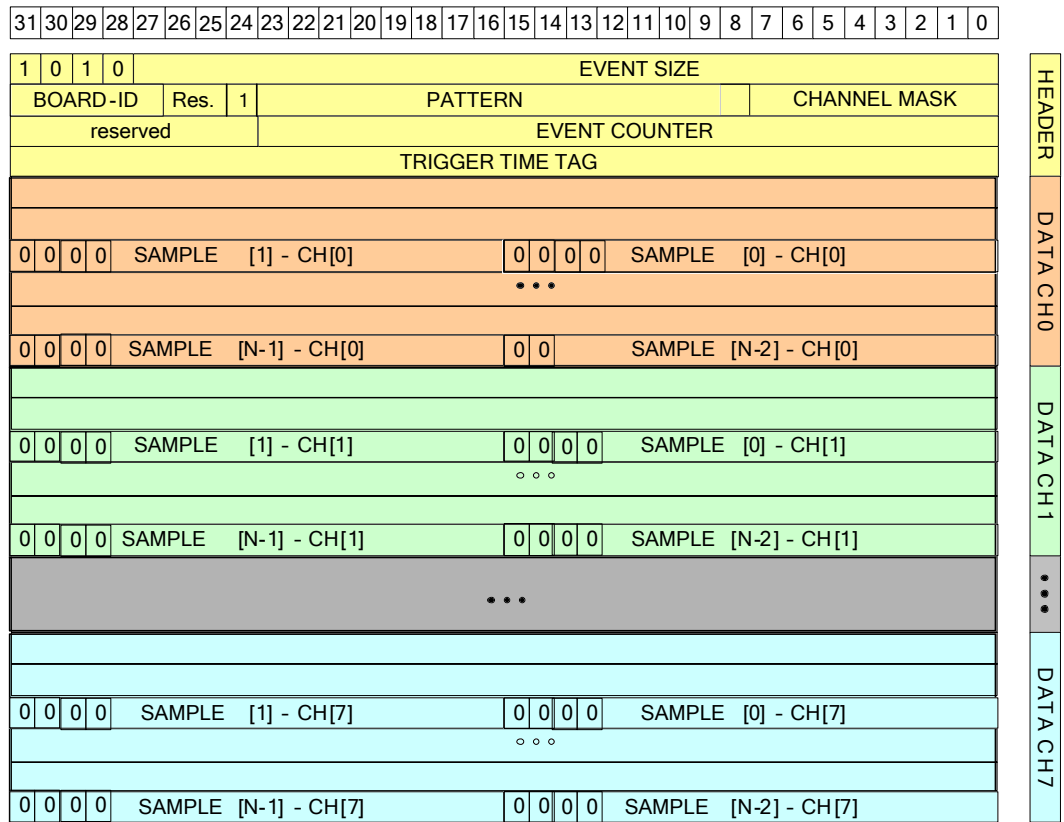 31 30 29 28 27 26 25 24 23 22 21 20 19 18 17 16 15 14 13 12 11 10 9 8 7 6 5 4 3 2 1 0
1 0 1 0 EVENT SIZE
BOARD-ID Res. 1 PATTERN CHANNEL MASK
reserved EVENT COUNTER
TRIGGER TIME TAG
HEADER
0 0 0 0 SAMPLE [1] - CH[0] 0 0 0 0 SAMPLE [0] - CH[0]
•••
0 0 0 0 SAMPLE [N-1] - CH[0] 0 0 SAMPLE [N-2] - CH[0]
DATA CH0
0 0 0 0 SAMPLE [1] - CH[1] 0 0 0 0 SAMPLE [0] - CH[1]
○○○
0 0 0 0 SAMPLE [N-1] - CH[1] 0 0 0 0 SAMPLE [N-2] - CH[1]
DATA CH1
•••
•••
0 0 0 0 SAMPLE [1] - CH[7] 0 0 0 0 SAMPLE [0] - CH[7]
○○○
0 0 0 0 SAMPLE [N-1] - CH[7] 0 0 0 0 SAMPLE [N-2] - CH[7]
DATA CH7